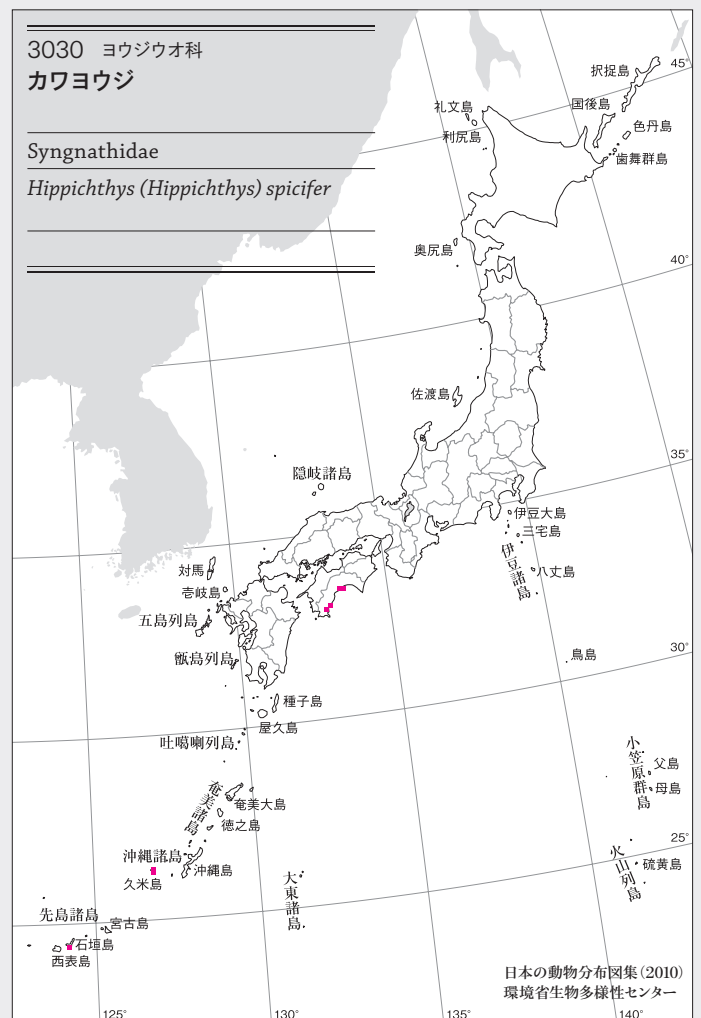 3030 ヨウジウオ科
カワヨウジ
Syngnathidae
Hippichthys (Hippichthys) spicifer
45°
択捉島
礼文島
国後島
色丹島
利尻島
歯舞群島
奥尻島
40°
佐渡島
35°
隠岐諸島
伊豆大島
三宅島
伊豆諸島
八丈島
対馬
壱岐島
五島列島
甑島列島
鳥島
30°
種子島
屋久島
吐噶喇列島
小笠原群島
父島
母島
奄美諸島
奄美大島
徳之島
沖縄諸島
沖縄島
久米島
25°
火山列島
硫黄島
大東諸島
先島諸島
宮古島
石垣島
西表島
日本の動物分布図集(2010)
環境省生物多様性センター
125°
130°
135°
140°